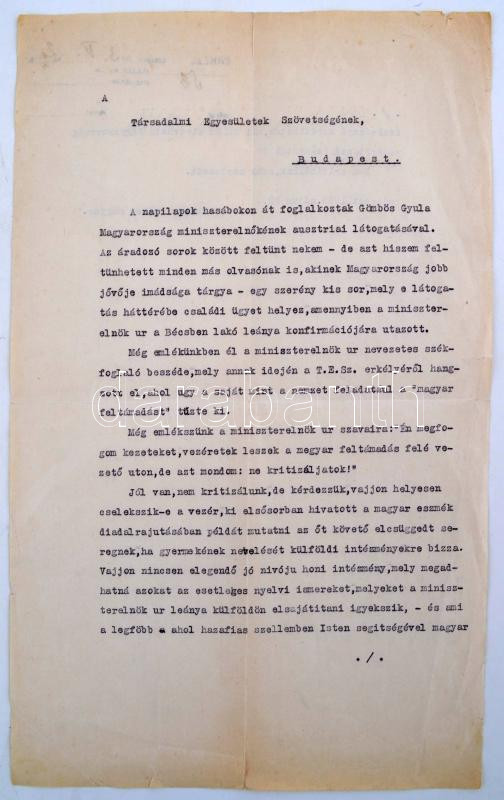 A
Társadalmi Egyesületek Szövetségének,
Budapest.
A napilapok hasábokon át foglalkoztak Gömbös Gyula
Magyarország miniszterelnökének ausztriai látogatásával.
Az áradozó sorok között feltünt nekem - de azt hiszem fel-
tünhetett minden más olvasónak is,akinek Magyarország jobb
jövője imádsága tárgya - egy szerény kis sor,mely e látoga-
tás háttérébe családi ügyet helyez,amennyiben a miniszter-
elnök ur a Bécsben lakó leánya konfirmációjára utazott.
Még emlékünkben él a miniszterelnök ur nevezetes szék-
foglaló beszéde,mely annak idején a T.E.Sz. erkélyéről hang-
zott el,ahol ugy a saját mint a nemzet feladatául a "magyar
feltámadást" tüzte ki.
Még emlékszünk a miniszterelnök ur szavaira:"Én megfo-
gom kezeteket,vezéretek leszek a megyar feltámadás felé ve-
zető uton,de azt mondom: ne kritizáljatok!"
Jól van,nem kritizálunk,de kérdezzük,vajjon helyesen
cselekszik-e a vezér,ki elsősorban hivatott a magyar eszmék
diadalrajutásában példát mutatni az őt követő elcsüggedt se-
regnek,ha gyermekének nevelését külföldi intézményekre bizza.
Vajjon nincsen elegendő jó nivóju honi intézmény,mely megad-
hatná azokat az esetleges nyelvi ismereket,melyeket a minisz-
terelnök ur leánya külföldön elsajátitani igyekszik, - és ami
a legföbb - ahol hazafias szellemben Isten segitségével magyar
./.
darabanth